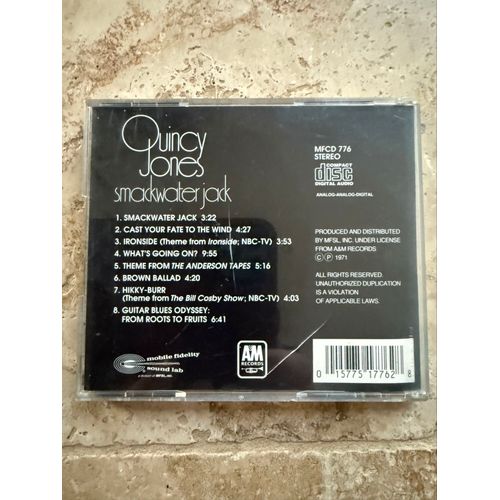 Quincy
Jones
smackwater jack
1. SMACKWATER JACK 3:22
2. CAST YOUR FATE TO THE WIND 4:27
3. IRONSIDE (Theme from Ironside; NBC-TV) 3:53
4. WHAT'S GOING ON? 9:55
5. THEME FROM THE ANDERSON TAPES 5:16
6. BROWN BALLAD 4:20
7. HIKKY-BURR
(Theme from The Bill Cosby Show; NBC-TV) 4:03
8. GUITAR BLUES ODYSSEY:
FROM ROOTS TO FRUITS 6:41
MFCD 776
STEREO
COMPACT
disc
DIGITAL AUDIO
ANALOG-ANALOG-DIGITAL
PRODUCED AND DISTRIBUTED
BY MFSL, INC. UNDER LICENSE
FROM A&M RECORDS
Ⓒ Ⓟ 1971
ALL RIGHTS RESERVED.
UNAUTHORIZED DUPLICATION
IS A VIOLATION
OF APPLICABLE LAWS.
mobile fidelity
sound lab
a division of MFSL, INC.
A&M
RECORDS
0 15775 17762 8